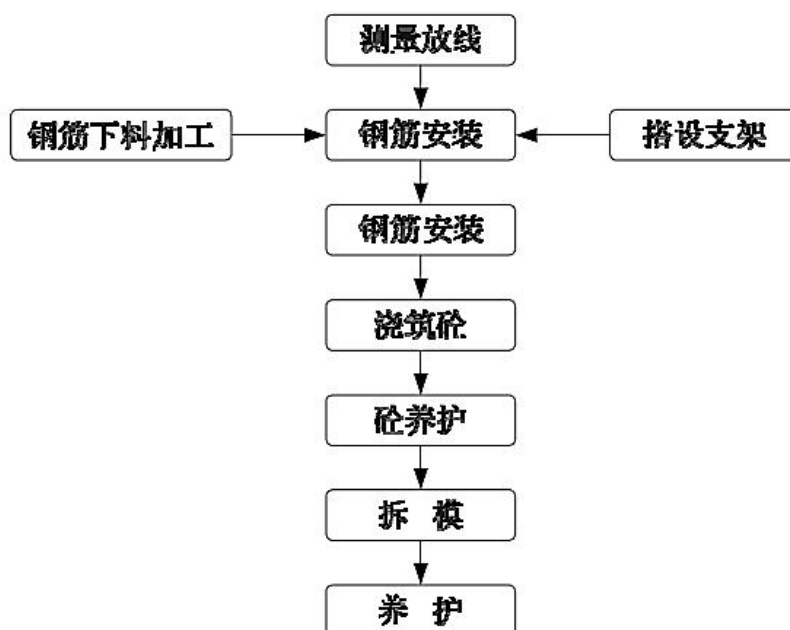 测量放线
钢筋下料加工
钢筋安装
搭设支架
钢筋安装
浇筑砼
砼养护
拆 模
养 护